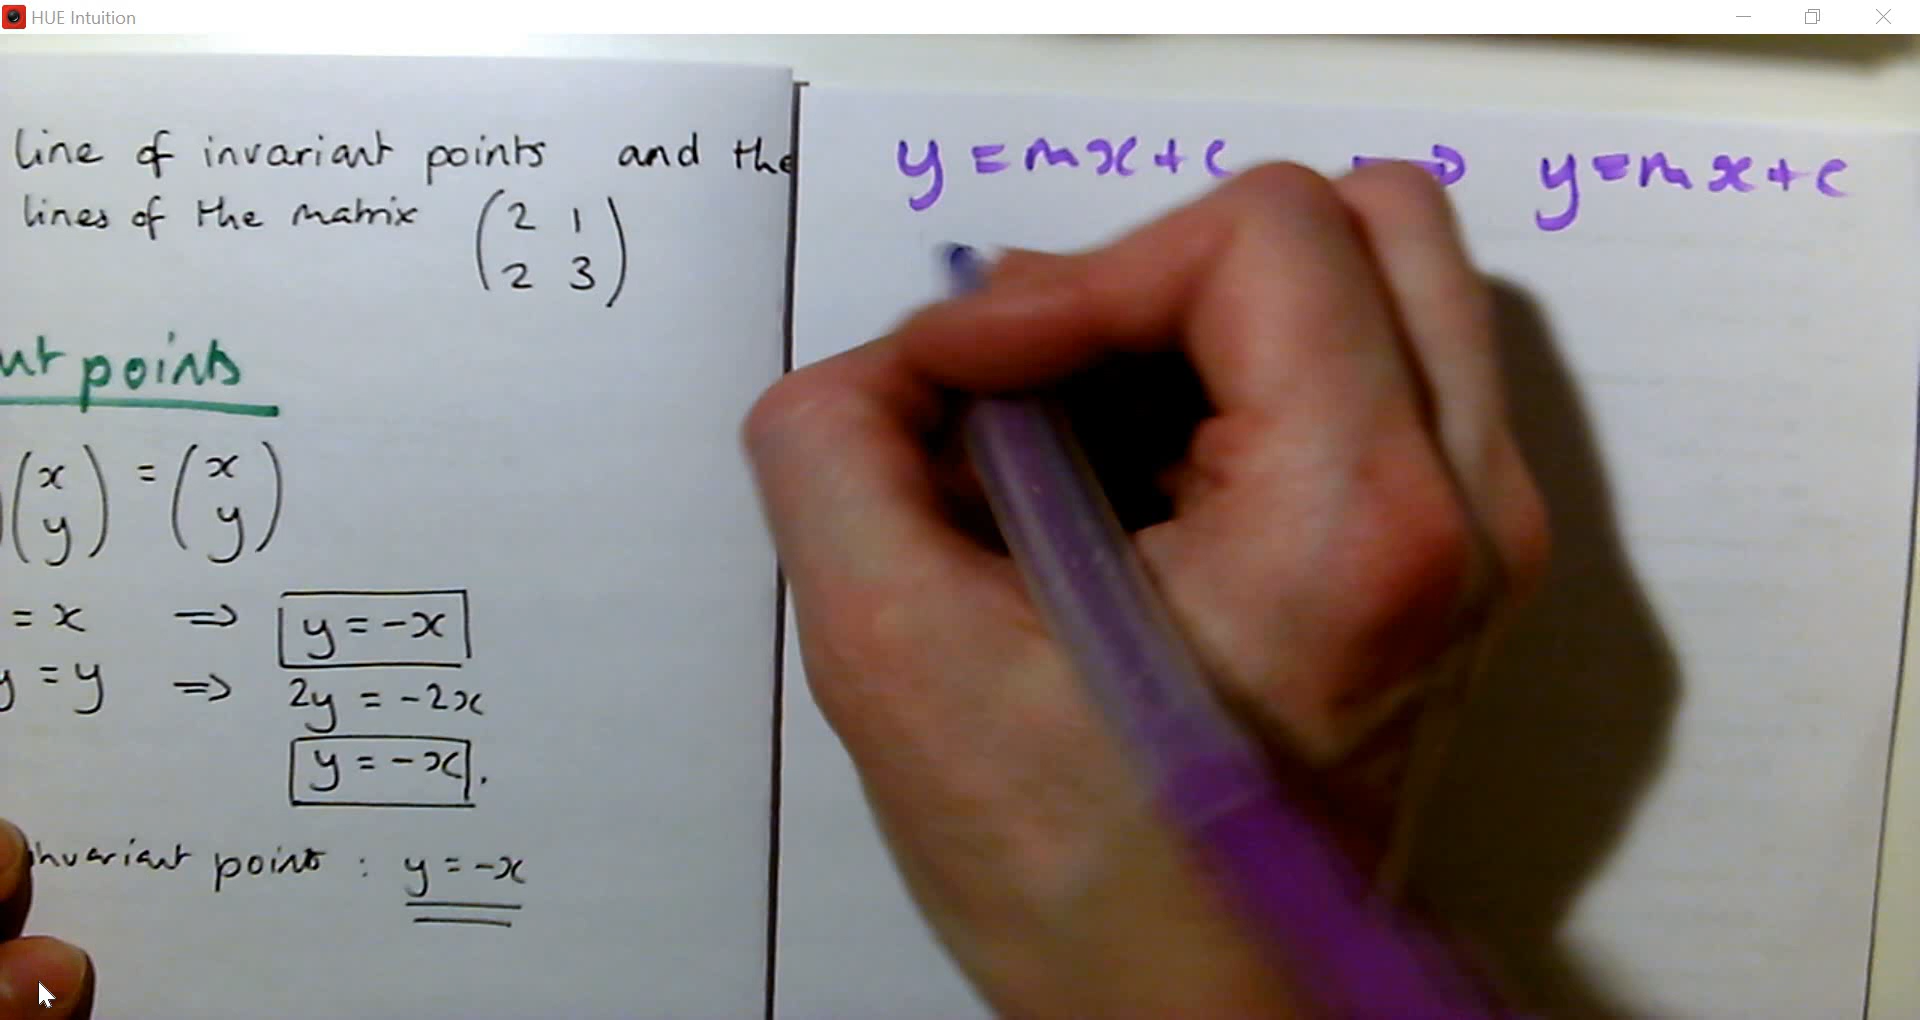 HUE Intuition
line of invariant points and the
lines of the matrix (2 1
2 3)
points
(x
y) = (x
y)
= x ⇒ y = -x
y = y ⇒ 2y = -2x
y = -x.
invariant points : y = -x
y = mx + c → y = mx + c